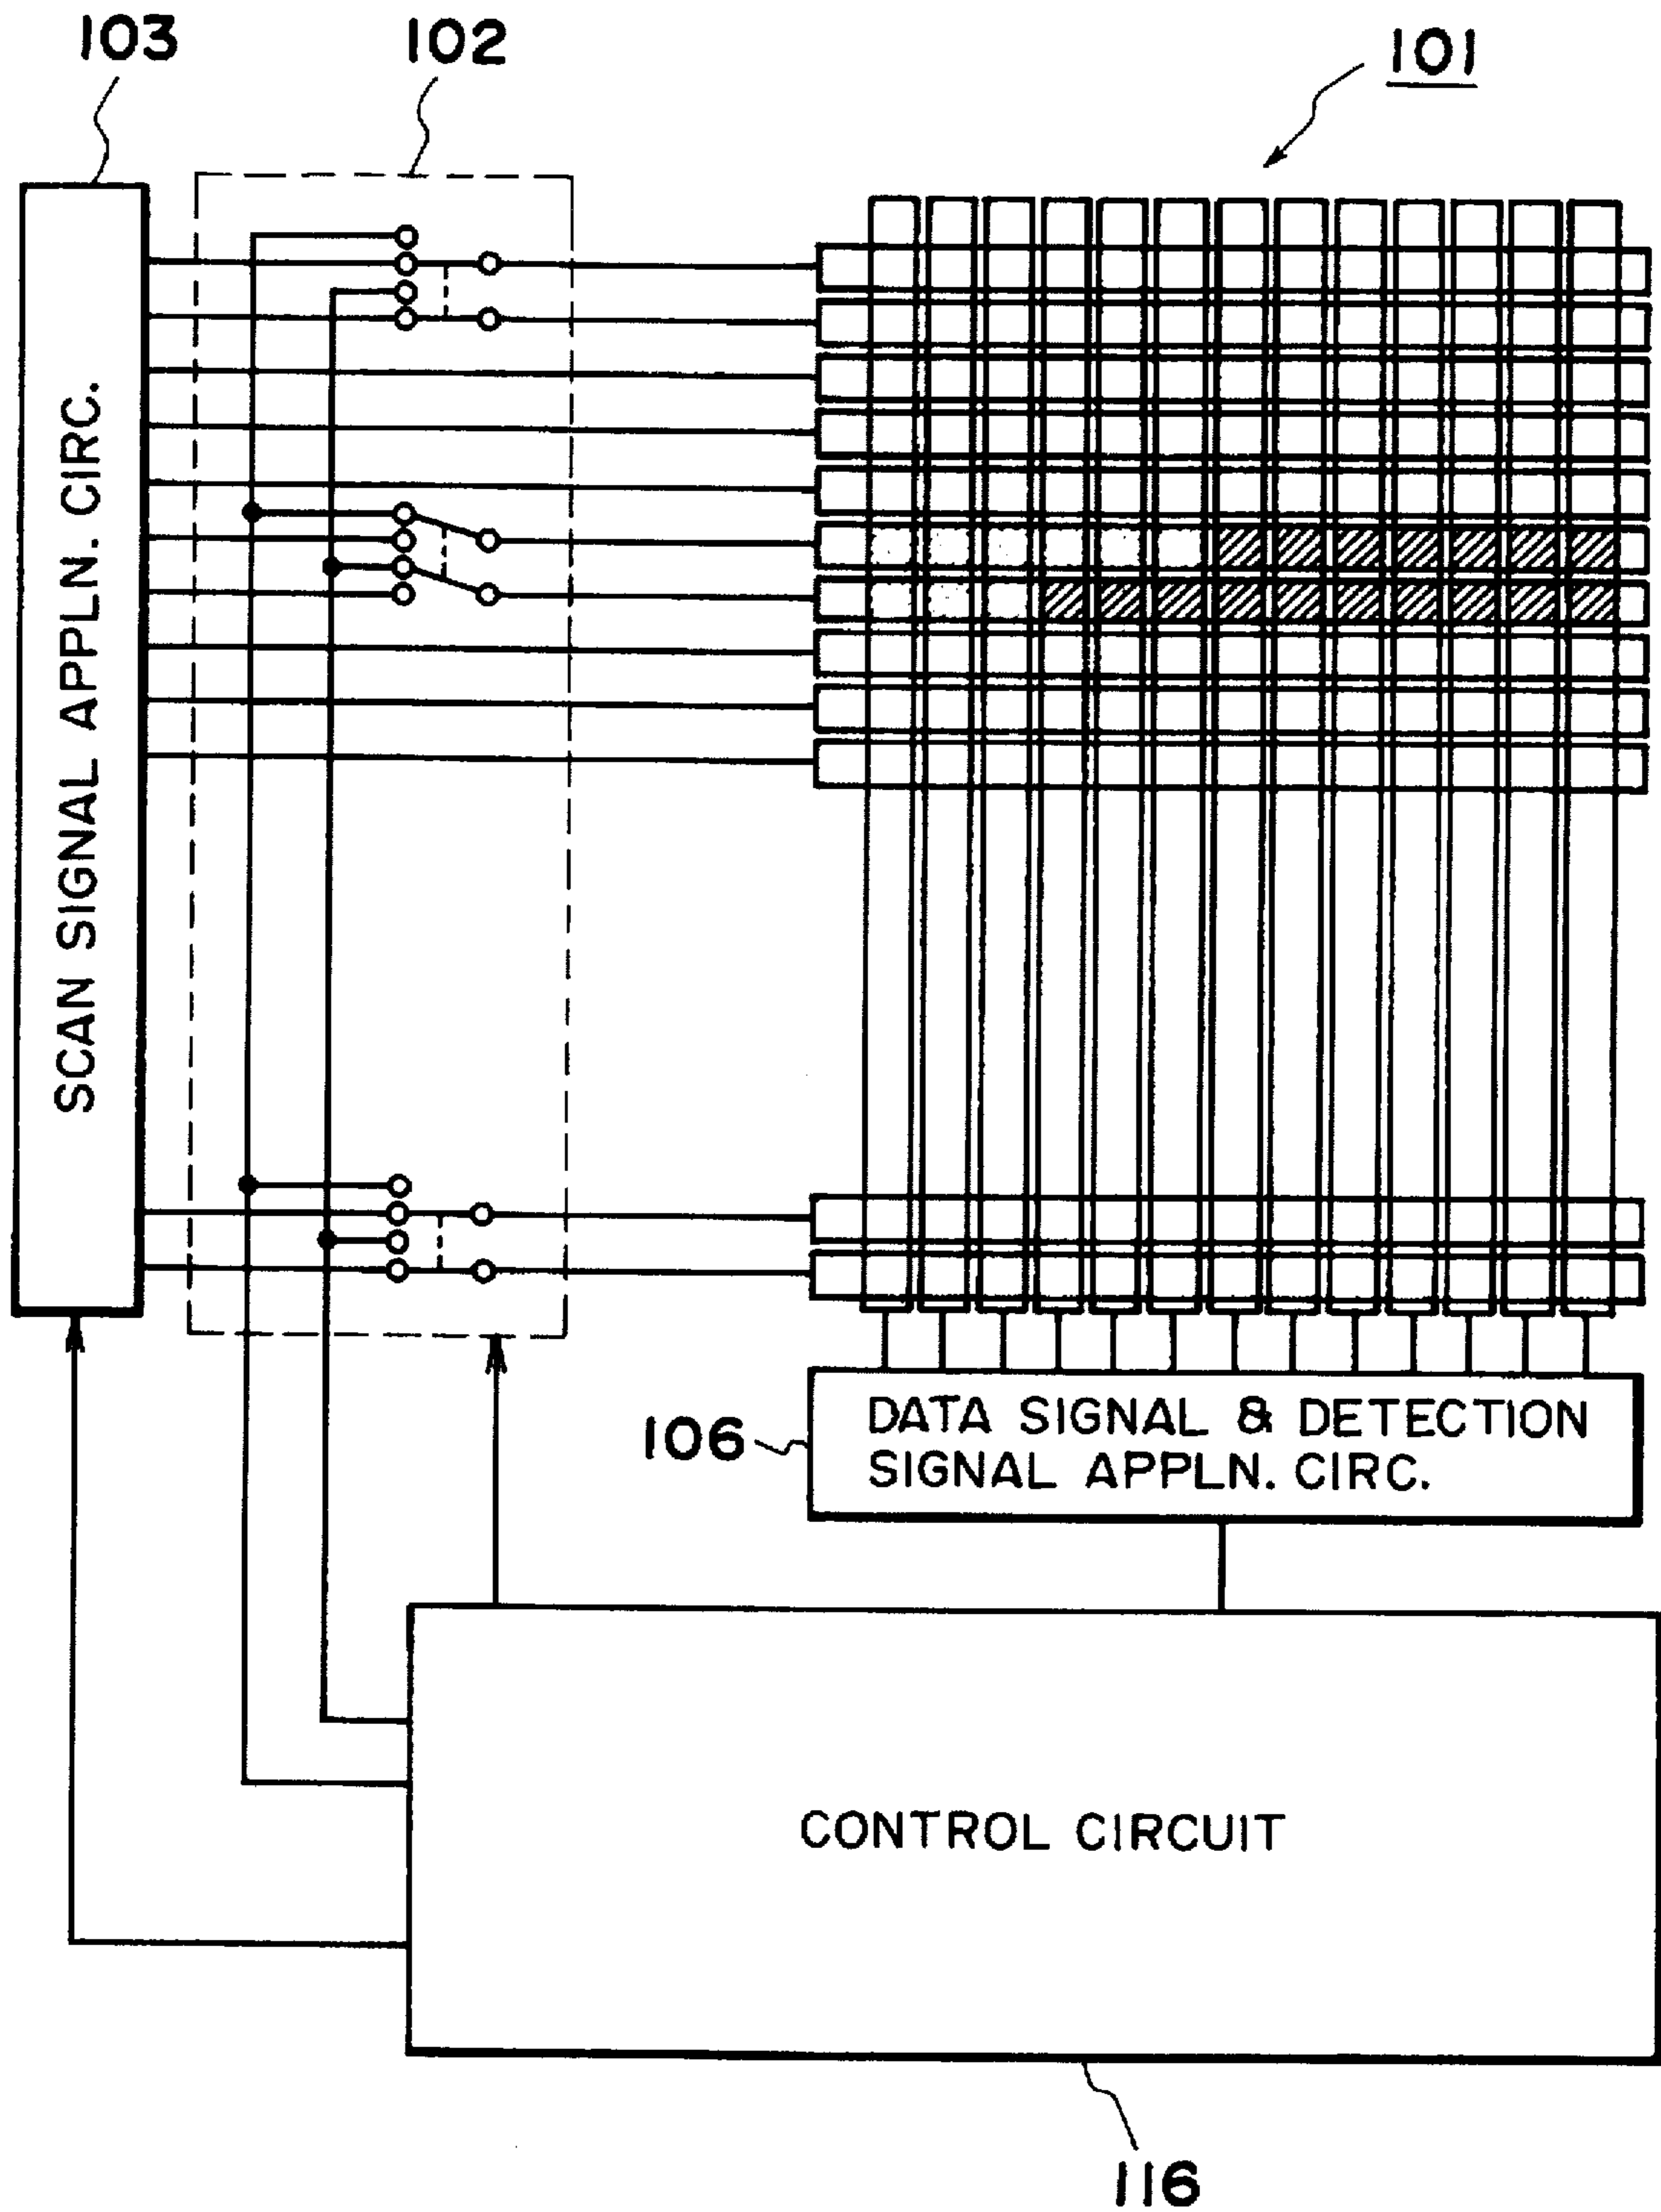 103
102
101
SCAN SIGNAL APPLN. CIRC.
106
DATA SIGNAL & DETECTION
SIGNAL APPLN. CIRC.
CONTROL CIRCUIT
116